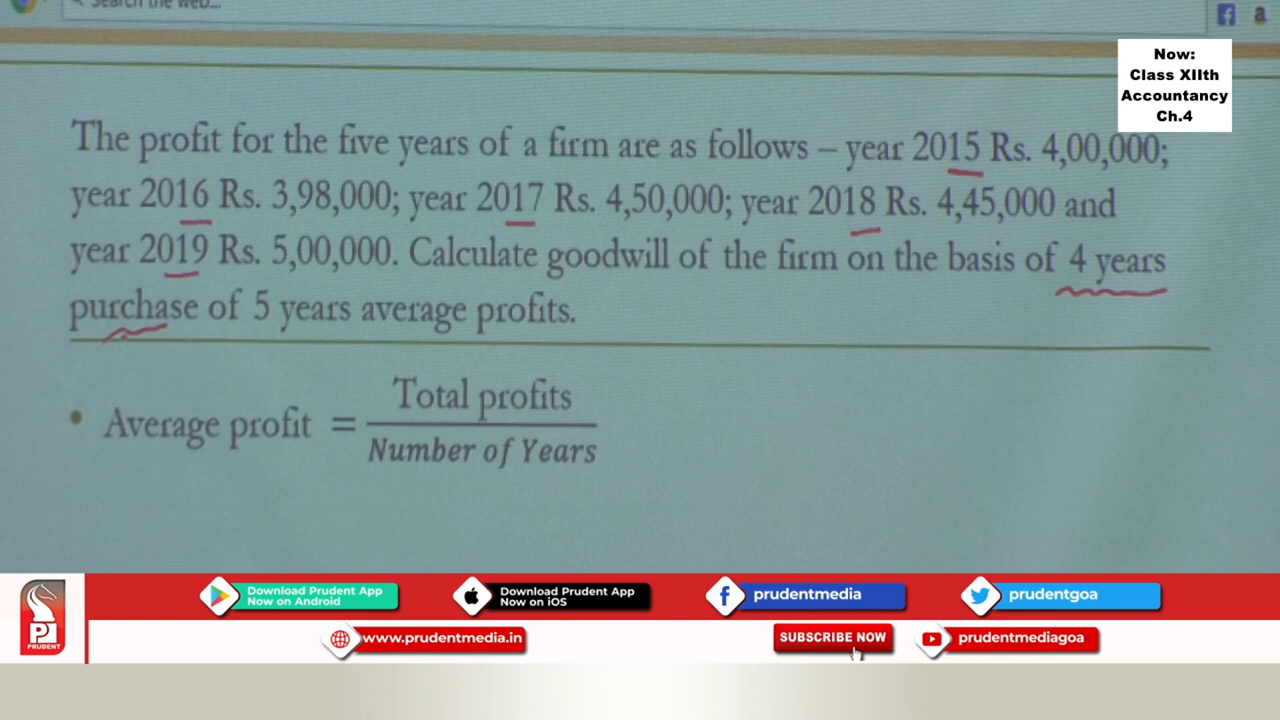 Search the web...
Now:
Class XIIth
Accountancy
Ch.4
The profit for the five years of a firm are as follows – year 2015 Rs. 4,00,000;
year 2016 Rs. 3,98,000; year 2017 Rs. 4,50,000; year 2018 Rs. 4,45,000 and
year 2019 Rs. 5,00,000. Calculate goodwill of the firm on the basis of 4 years
purchase of 5 years average profits.
• Average profit = Total profits
Number of Years
Download Prudent App
Now on Android
Download Prudent App
Now on iOS
prudentmedia
prudentgoa
PRUDENT
www.prudentmedia.in
SUBSCRIBE NOW
prudentmediagoa